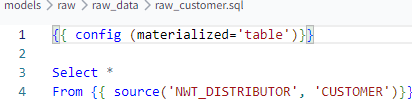 models > raw > raw_data > raw_customer.sql
1 {{ config (materialized='table')}}
2
3 Select *
4 From {{ source('NWT_DISTRIBUTOR', 'CUSTOMER')}}